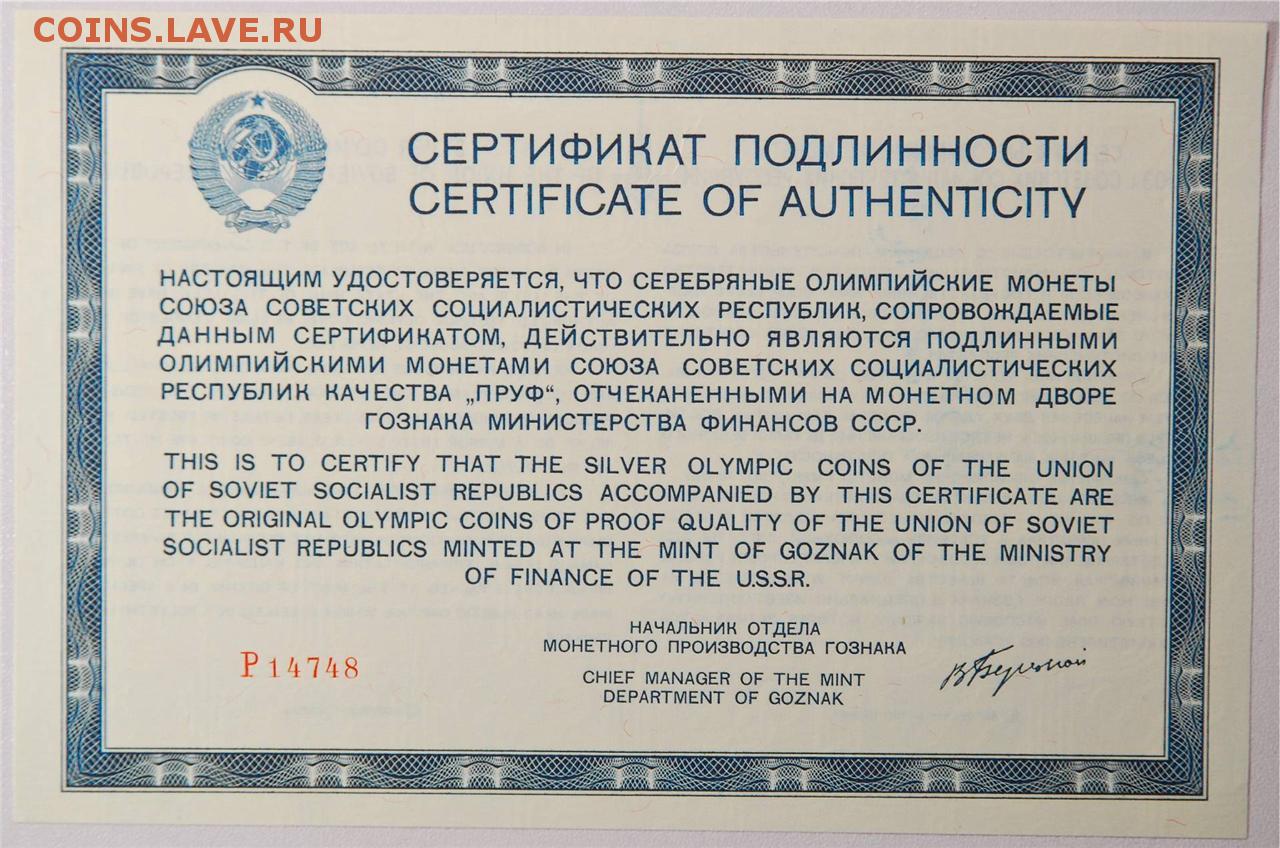 COINS.LAVE.RU
СЕРТИФИКАТ ПОДЛИННОСТИ
CERTIFICATE OF AUTHENTICITY
НАСТОЯЩИМ УДОСТОВЕРЯЕТСЯ, ЧТО СЕРЕБРЯНЫЕ ОЛИМПИЙСКИЕ МОНЕТЫ
СОЮЗА СОВЕТСКИХ СОЦИАЛИСТИЧЕСКИХ РЕСПУБЛИК, СОПРОВОЖДАЕМЫЕ
ДАННЫМ СЕРТИФИКАТОМ, ДЕЙСТВИТЕЛЬНО ЯВЛЯЮТСЯ ПОДЛИННЫМИ
ОЛИМПИЙСКИМИ МОНЕТАМИ СОЮЗА СОВЕТСКИХ СОЦИАЛИСТИЧЕСКИХ
РЕСПУБЛИК КАЧЕСТВА „ПРУФ“, ОТЧЕКАНЕННЫМИ НА МОНЕТНОМ ДВОРЕ
ГОЗНАКА МИНИСТЕРСТВА ФИНАНСОВ СССР.
THIS IS TO CERTIFY THAT THE SILVER OLYMPIC COINS OF THE UNION
OF SOVIET SOCIALIST REPUBLICS ACCOMPANIED BY THIS CERTIFICATE ARE
THE ORIGINAL OLYMPIC COINS OF PROOF QUALITY OF THE UNION OF SOVIET
SOCIALIST REPUBLICS MINTED AT THE MINT OF GOZNAK OF THE MINISTRY
OF FINANCE OF THE U.S.S.R.
НАЧАЛЬНИК ОТДЕЛА
МОНЕТНОГО ПРОИЗВОДСТВА ГОЗНАКА
Р14748
CHIEF MANAGER OF THE MINT
DEPARTMENT OF GOZNAK